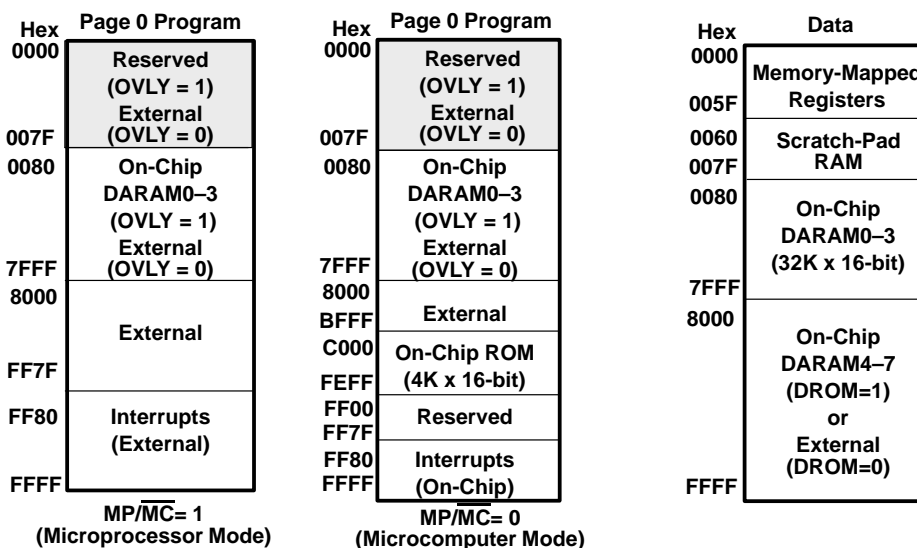 Hex
Page 0 Program
0000
Reserved
(OVLY = 1)
External
(OVLY = 0)
007F
0080
On-Chip
DARAM0–3
(OVLY = 1)
External
(OVLY = 0)
7FFF
8000
External
FF7F
FF80
Interrupts
(External)
FFFF
MP/MC= 1
(Microprocessor Mode)
Hex
Page 0 Program
0000
Reserved
(OVLY = 1)
External
(OVLY = 0)
007F
0080
On-Chip
DARAM0–3
(OVLY = 1)
External
(OVLY = 0)
7FFF
8000
External
BFFF
C000
On-Chip ROM
(4K x 16-bit)
FEFF
FF00
Reserved
FF7F
FF80
Interrupts
(On-Chip)
FFFF
MP/MC= 0
(Microcomputer Mode)
Hex
Data
0000
Memory-Mapped
Registers
005F
0060
Scratch-Pad
RAM
007F
0080
On-Chip
DARAM0–3
(32K x 16-bit)
7FFF
8000
On-Chip
DARAM4–7
(DROM=1)
or
External
(DROM=0)
FFFF